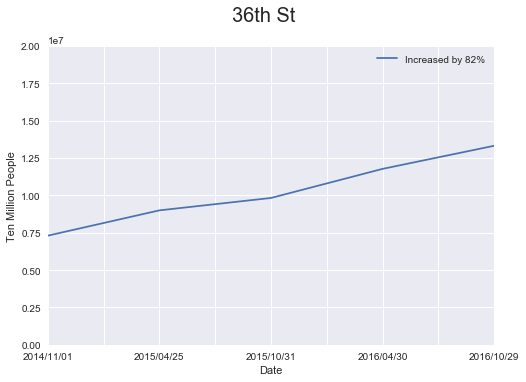 36th St
1e7
2.00
1.75
1.50
1.25
1.00
0.75
0.50
0.25
0.00
Ten Million People
Increased by 82%
2014/11/01 2015/04/25 2015/10/31 2016/04/30 2016/10/29
Date